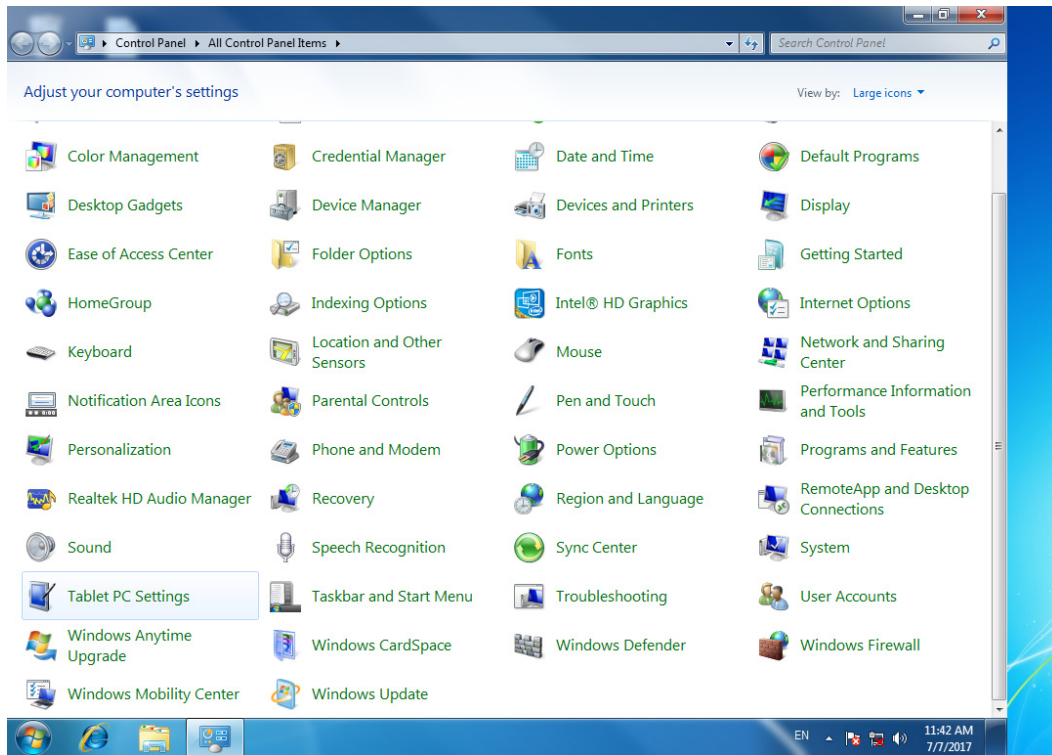 Control Panel All Control Panel Items
Search Control Panel
Adjust your computer's settings
View by: Large icons
Color Management
Credential Manager
Date and Time
Default Programs
Desktop Gadgets
Device Manager
Devices and Printers
Display
Ease of Access Center
Folder Options
Fonts
Getting Started
HomeGroup
Indexing Options
Intel® HD Graphics
Internet Options
Keyboard
Location and Other
Sensors
Mouse
Network and Sharing
Center
Notification Area Icons
Parental Controls
Pen and Touch
Performance Information
and Tools
Personalization
Phone and Modem
Power Options
Programs and Features
Realtek HD Audio Manager
Recovery
Region and Language
RemoteApp and Desktop
Connections
Sound
Speech Recognition
Sync Center
System
Tablet PC Settings
Taskbar and Start Menu
Troubleshooting
User Accounts
Windows Anytime
Upgrade
Windows CardSpace
Windows Defender
Windows Firewall
Windows Mobility Center
Windows Update
EN
11:42 AM
7/7/2017